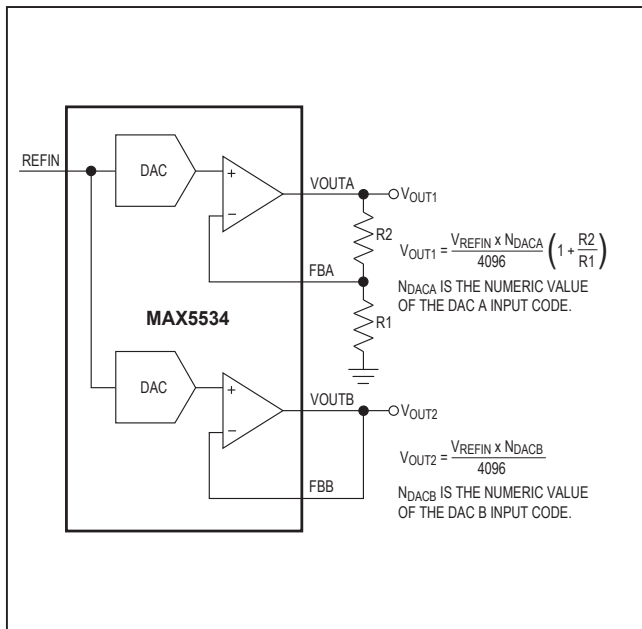 REFIN
DAC
+
−
VOUTA
VOUT1
R2
FBA
R1
VOUT1 = VREFIN x NDACA / 4096 (1 + R2 / R1)
NDACA IS THE NUMERIC VALUE
OF THE DAC A INPUT CODE.
MAX5534
DAC
+
−
VOUTB
VOUT2
FBB
VOUT2 = VREFIN x NDACB / 4096
NDACB IS THE NUMERIC VALUE
OF THE DAC B INPUT CODE.